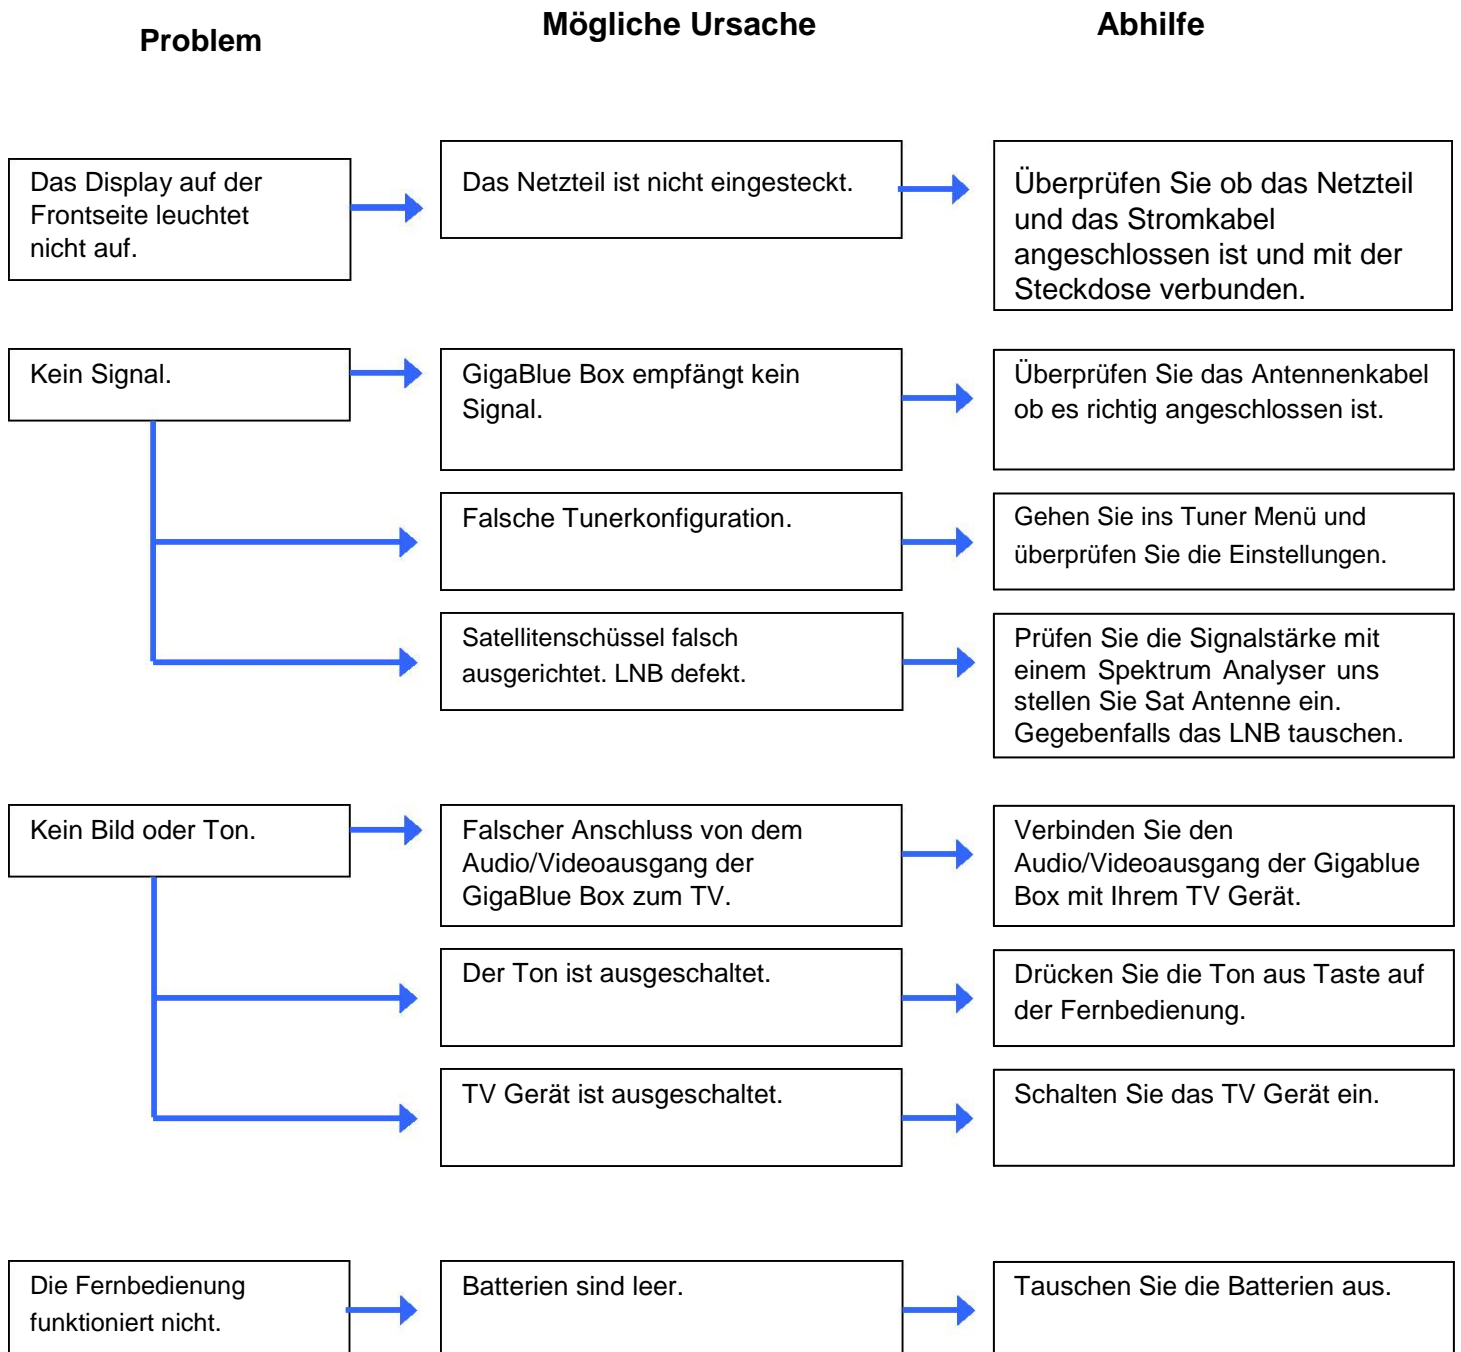 Problem
Mögliche Ursache
Abhilfe
Das Display auf der
Frontseite leuchtet
nicht auf.
Das Netzteil ist nicht eingesteckt.
Überprüfen Sie ob das Netzteil
und das Stromkabel
angeschlossen ist und mit der
Steckdose verbunden.
Kein Signal.
GigaBlue Box empfängt kein
Signal.
Überprüfen Sie das Antennenkabel
ob es richtig angeschlossen ist.
Falsche Tunerkonfiguration.
Gehen Sie ins Tuner Menü und
überprüfen Sie die Einstellungen.
Satellitenschüssel falsch
ausgerichtet. LNB defekt.
Prüfen Sie die Signalstärke mit
einem Spektrum Analyser uns
stellen Sie Sat Antenne ein.
Gegebenfalls das LNB tauschen.
Kein Bild oder Ton.
Falscher Anschluss von dem
Audio/Videoausgang der
GigaBlue Box zum TV.
Verbinden Sie den
Audio/Videoausgang der Gigablue
Box mit Ihrem TV Gerät.
Der Ton ist ausgeschaltet.
Drücken Sie die Ton aus Taste auf
der Fernbedienung.
TV Gerät ist ausgeschaltet.
Schalten Sie das TV Gerät ein.
Die Fernbedienung
funktioniert nicht.
Batterien sind leer.
Tauschen Sie die Batterien aus.